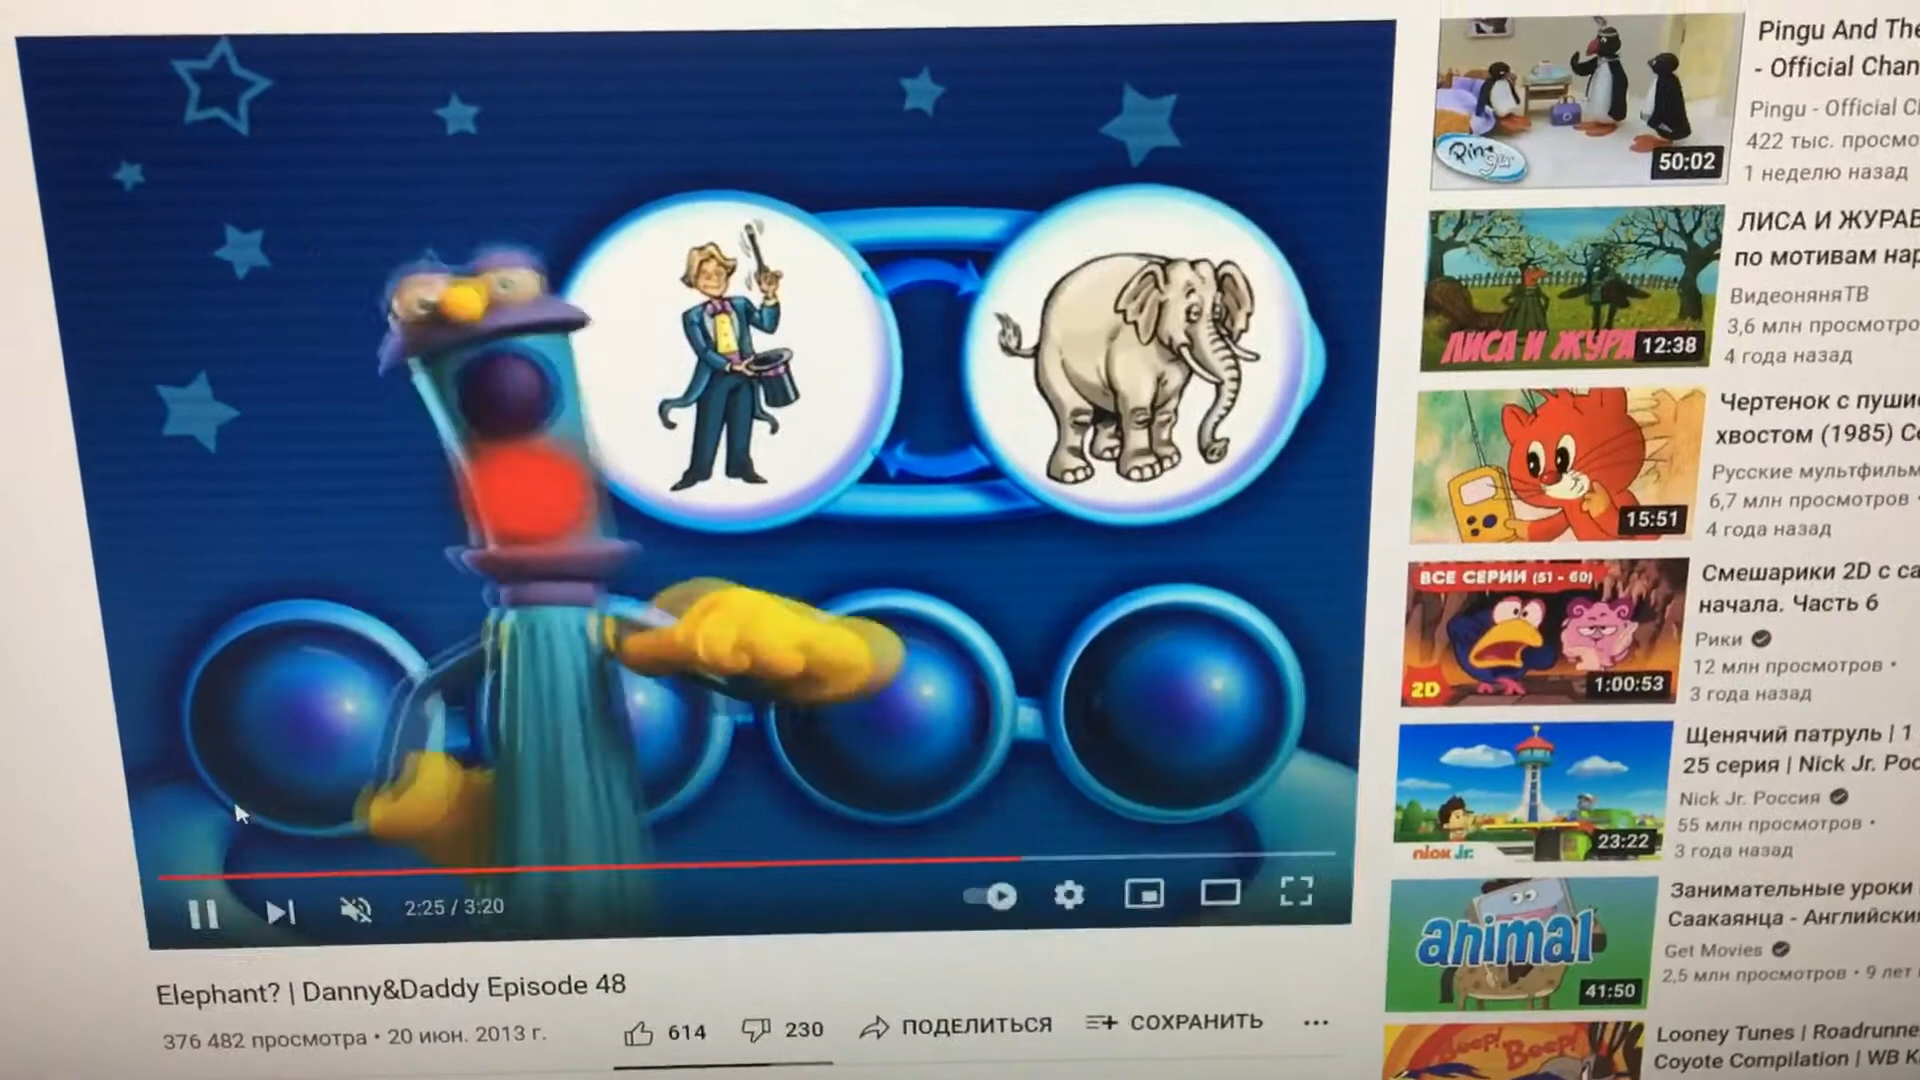 2:25 / 3:20
Elephant? | Danny&Daddy Episode 48
376 482 просмотра • 20 июн. 2013 г.
614
230
ПОДЕЛИТЬСЯ
СОХРАНИТЬ
Pingu
50:02
Pingu And The
- Official Chan
Pingu - Official
422 тыс. просмо
1 неделю назад
ЛИСА И ЖУРА
12:38
ЛИСА И ЖУРАВ
по мотивам нар
ВидеоняняТВ
3,6 млн просмотро
4 года назад
15:51
Чертенок с пуши
хвостом (1985) Со
Русские мультфильм
6,7 млн просмотров •
4 года назад
ВСЕ СЕРИИ (51 - 60)
2D
1:00:53
Смешарики 2D с са
начала. Часть 6
Рики
12 млн просмотров •
3 года назад
nick Jr.
23:22
Щенячий патруль | 1
25 серия | Nick Jr. Рос
Nick Jr. Россия
55 млн просмотров •
3 года назад
animal
41:50
Занимательные уроки
Саакаянца - Английски
Get Movies
2,5 млн просмотров • 9 лет
Beep! Beep!
Looney Tunes | Roadrunne
Coyote Compilation | WB K